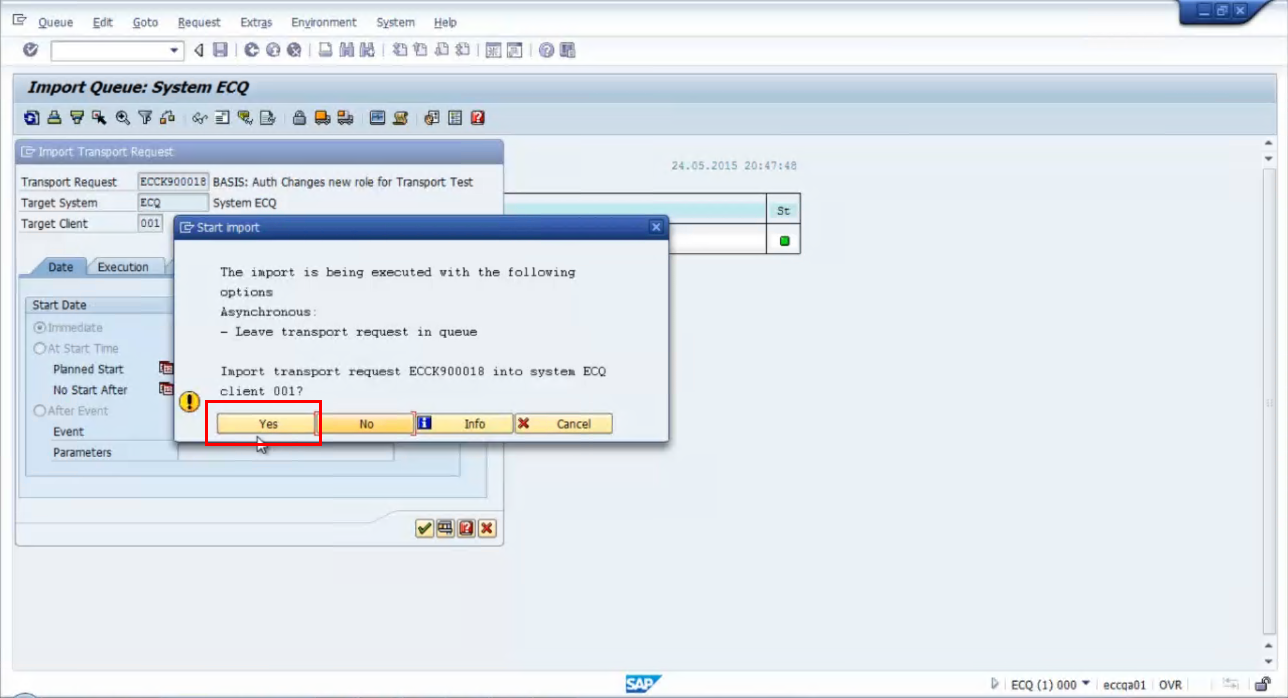 Queue Edit Goto Request Extras Environment System Help
Import Queue: System ECQ
Import Transport Request
24.05.2015 20:47:48
Transport Request ECCK900018 BASIS: Auth Changes new role for Transport Test
Target System ECQ System ECQ
St
Target Client 001
Start import
Date Execution
The import is being executed with the following
options
Asynchronous:
- Leave transport request in queue
Import transport request ECCK900018 into system ECQ
client 001?
Yes No Info Cancel
Start Date
Immediate
At Start Time
Planned Start
No Start After
After Event
Event
Parameters
SAP
ECQ (1) 000 eccqa01 OVR